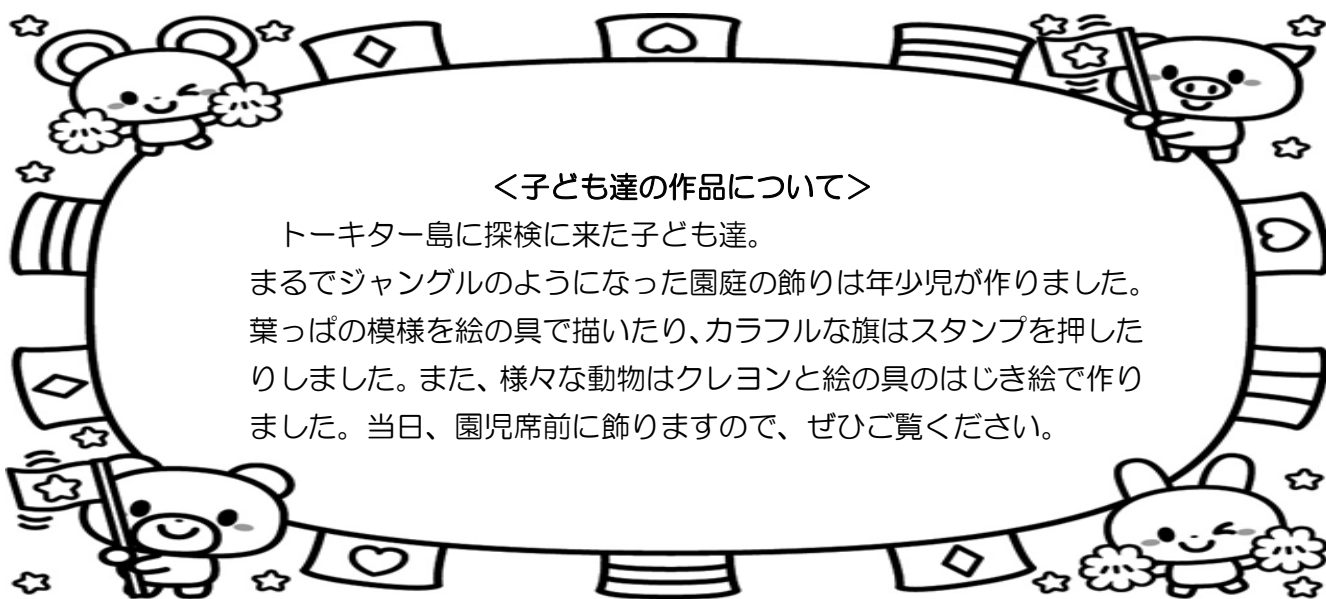 ＜子ども達の作品について＞
　トーキター島に探検に来た子ども達。
まるでジャングルのようになった園庭の飾りは年少児が作りました。
葉っぱの模様を絵の具で描いたり、カラフルな旗はスタンプを押した
りしました。また、様々な動物はクレヨンと絵の具のはじき絵で作り
ました。当日、園児席前に飾りますので、ぜひご覧ください。